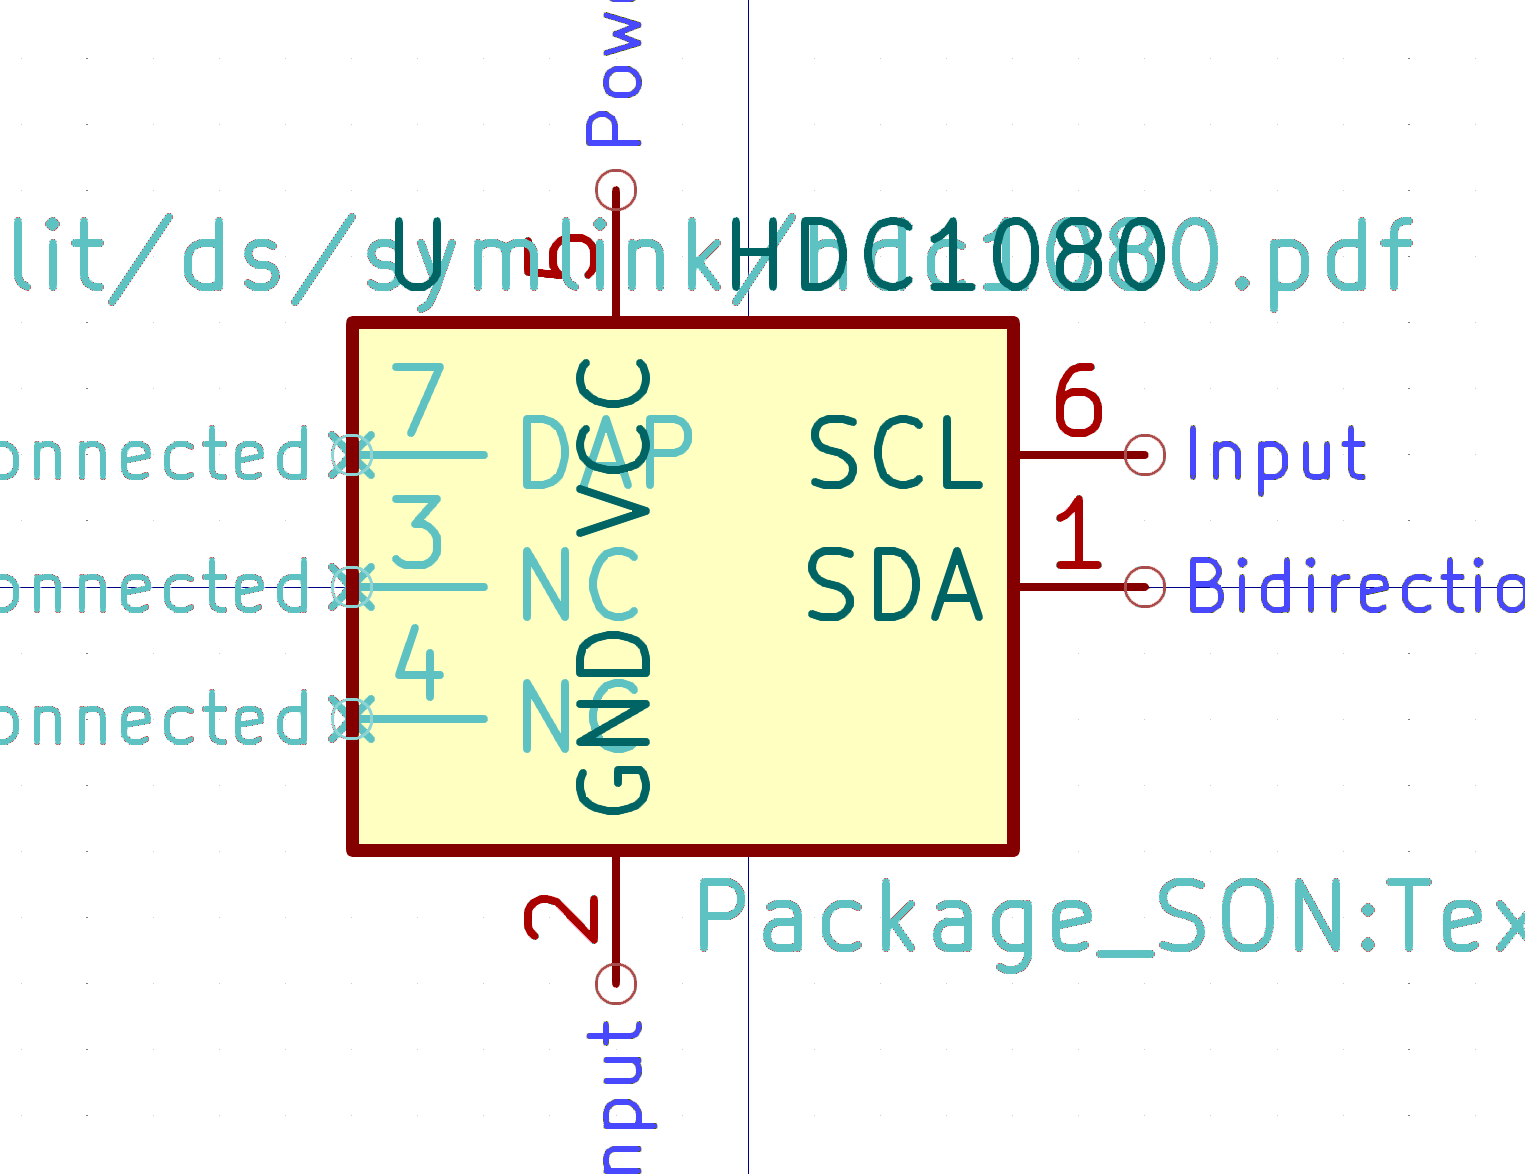 Pow
lit/ds/symlink/hdc1080.pdf
U
5
HDC1080
7
DAP
VCC
SCL
6
Input
onnected
3
NC
SDA
1
Bidirectio
onnected
4
NC
GND
onnected
2
Package_SON:Tex
nput